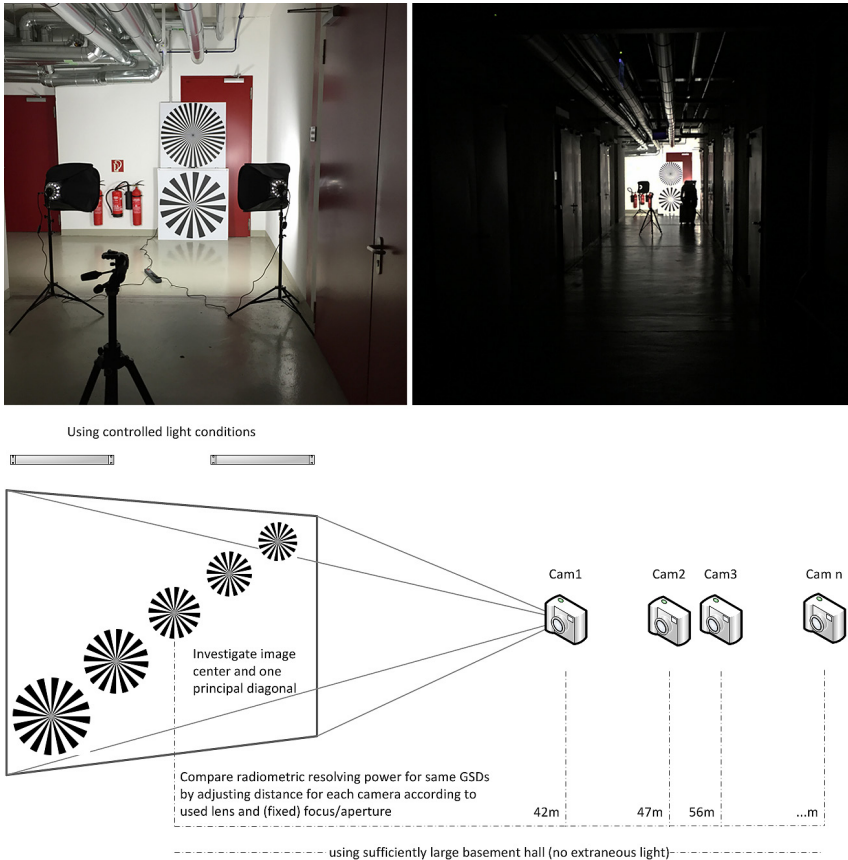 Using controlled light conditions
Cam1
Cam2
Cam3
Cam n
Investigate image
center and one
principal diagonal
Compare radiometric resolving power for same GSDs
by adjusting distance for each camera according to
used lens and (fixed) focus/aperture
42m
47m
56m
...m
using sufficiently large basement hall (no extraneous light)